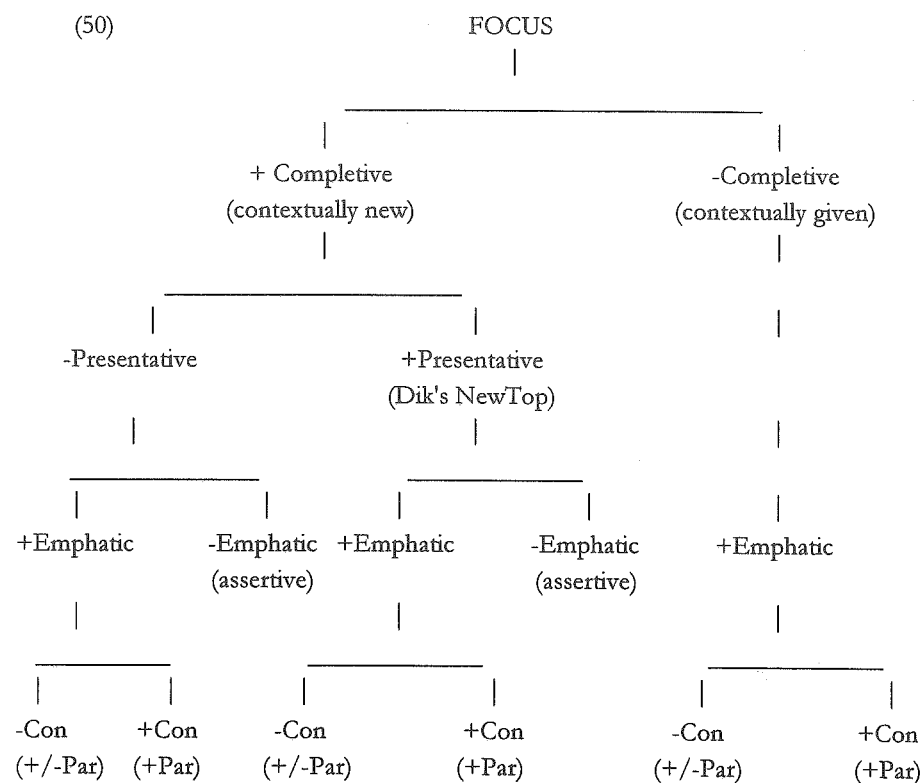 (50) FOCUS
+ Completive -Completive
(contextually new) (contextually given)
-Presentative +Presentative
(Dik's NewTop)
+Emphatic -Emphatic +Emphatic -Emphatic +Emphatic
(assertive) (assertive)
-Con +Con -Con +Con -Con +Con
(+/-Par) (+Par) (+/-Par) (+Par) (+/-Par) (+Par)